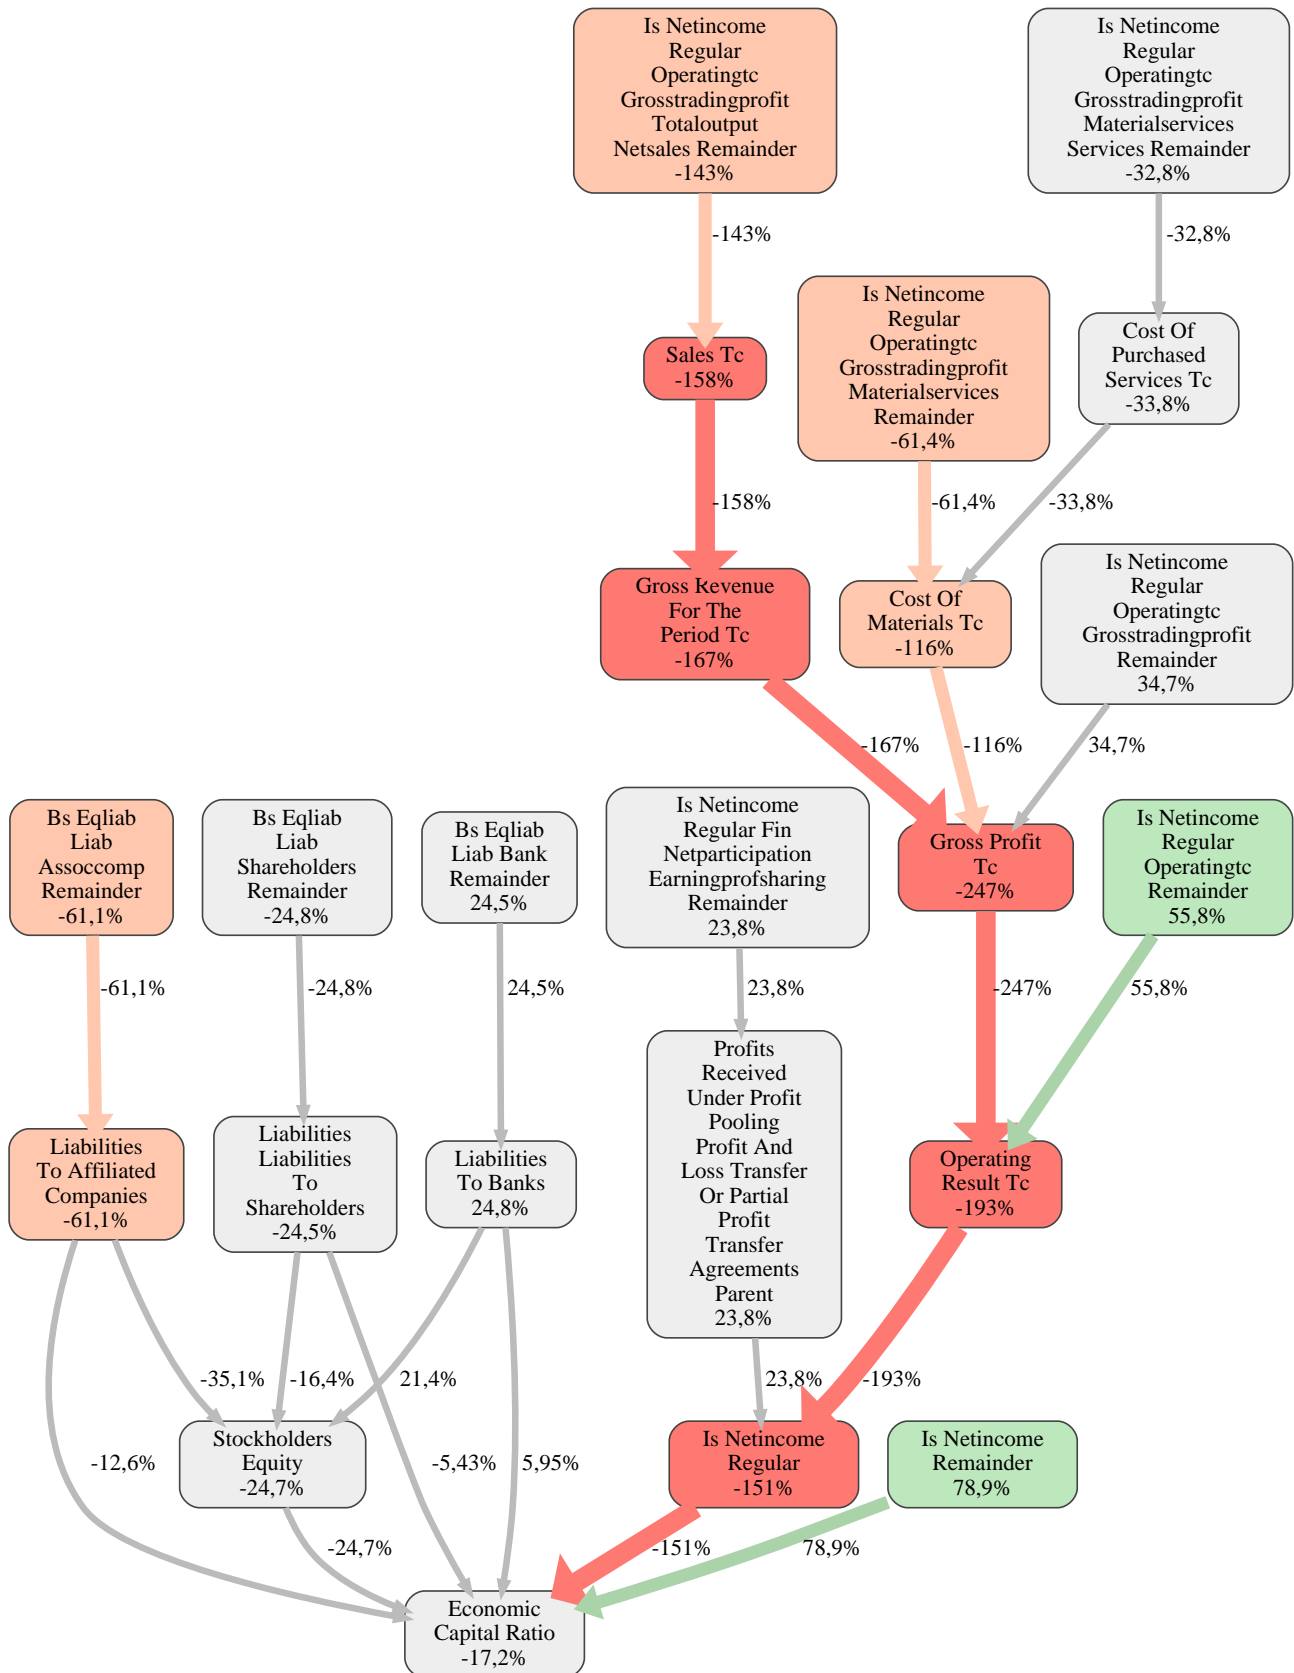 Is Netincome
Regular
Operatingtc
Grosstradingprofit
Totaloutput
Netsales Remainder
-143%
Is Netincome
Regular
Operatingtc
Grosstradingprofit
Materialservices
Services Remainder
-32,8%
-143%
-32,8%
Is Netincome
Regular
Operatingtc
Grosstradingprofit
Materialservices
Remainder
-61,4%
Sales Tc
-158%
Cost Of
Purchased
Services Tc
-33,8%
-158%
-61,4%
-33,8%
Gross Revenue
For The
Period Tc
-167%
Cost Of
Materials Tc
-116%
Is Netincome
Regular
Operatingtc
Grosstradingprofit
Remainder
34,7%
-167%
-116%
34,7%
Bs Eqliab
Liab
Assoccomp
Remainder
-61,1%
Bs Eqliab
Liab
Shareholders
Remainder
-24,8%
Bs Eqliab
Liab Bank
Remainder
24,5%
Is Netincome
Regular Fin
Netparticipation
Earningprofsharing
Remainder
23,8%
Gross Profit
Tc
-247%
Is Netincome
Regular
Operatingtc
Remainder
55,8%
-61,1%
-24,8%
24,5%
23,8%
-247%
55,8%
Liabilities
To Affiliated
Companies
-61,1%
Liabilities
Liabilities
To
Shareholders
-24,5%
Liabilities
To Banks
24,8%
Profits
Received
Under Profit
Pooling
Profit And
Loss Transfer
Or Partial
Profit
Transfer
Agreements
Parent
23,8%
Operating
Result Tc
-193%
-35,1%
-16,4%
21,4%
23,8%
-193%
Stockholders
Equity
-24,7%
Is Netincome
Regular
-151%
Is Netincome
Remainder
78,9%
-12,6%
-5,43%
5,95%
-24,7%
-151%
78,9%
Economic
Capital Ratio
-17,2%